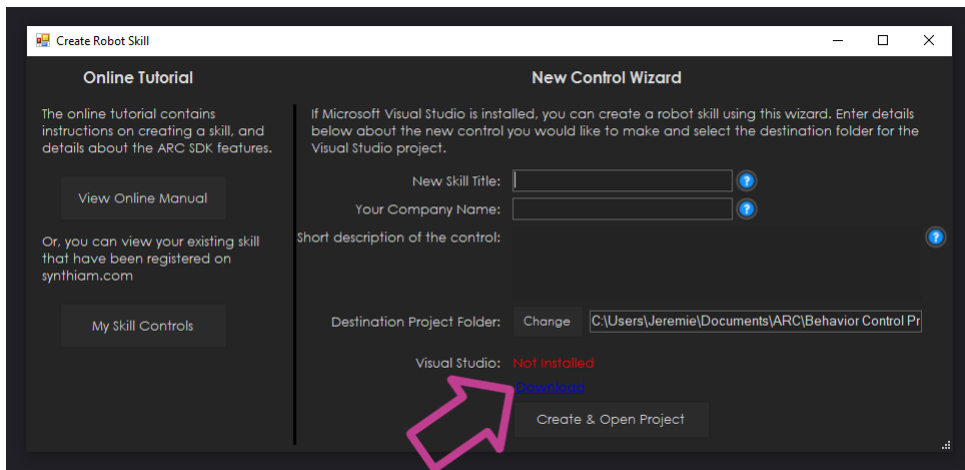 Create Robot Skill
Online Tutorial
The online tutorial contains
instructions on creating a skill, and
details about the ARC SDK features.
View Online Manual
Or, you can view your existing skill
that have been registered on
synthiam.com
My Skill Controls
New Control Wizard
If Microsoft Visual Studio is installed, you can create a robot skill using this wizard. Enter details
below about the new control you would like to make and select the destination folder for the
Visual Studio project.
New Skill Title:
?
Your Company Name:
?
Short description of the control:
?
Destination Project Folder: Change C:\Users\Jeremie\Documents\ARC\Behavior Control Pr
Visual Studio: Not Installed
Download
Create & Open Project